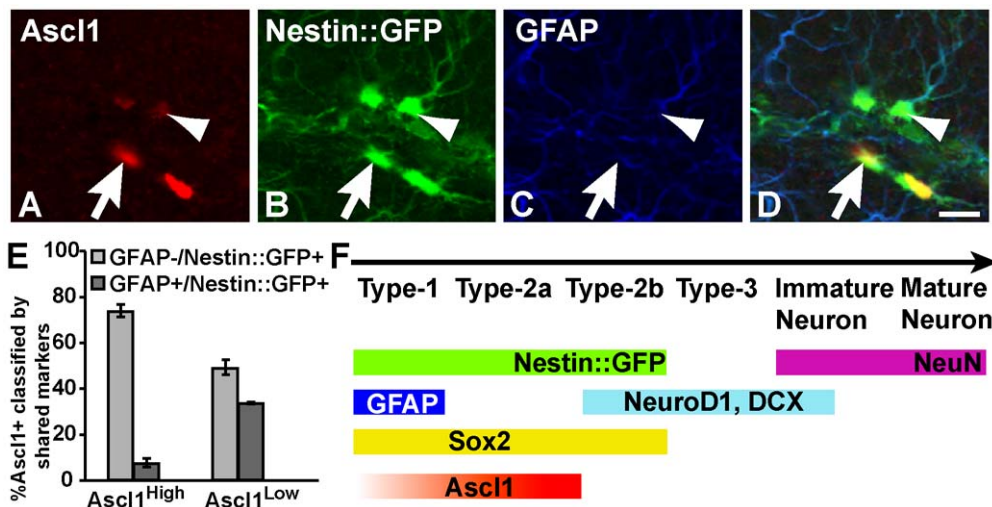 Ascl1
Nestin::GFP
GFAP
A
B
C
D
E
100
80
60
40
20
0
%Ascl1+ classified by
shared markers
GFAP-/Nestin::GFP+
GFAP+/Nestin::GFP+
Ascl1High
Ascl1Low
F
Type-1 Type-2a Type-2b Type-3 Immature Neuron Mature Neuron
Nestin::GFP
NeuN
GFAP
NeuroD1, DCX
Sox2
Ascl1